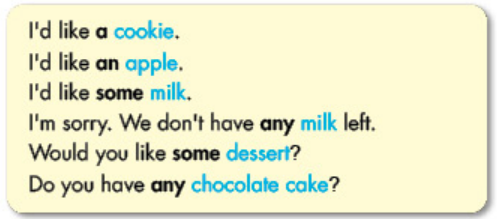 I'd like a cookie.
I'd like an apple.
I'd like some milk.
I'm sorry. We don't have any milk left.
Would you like some dessert?
Do you have any chocolate cake?